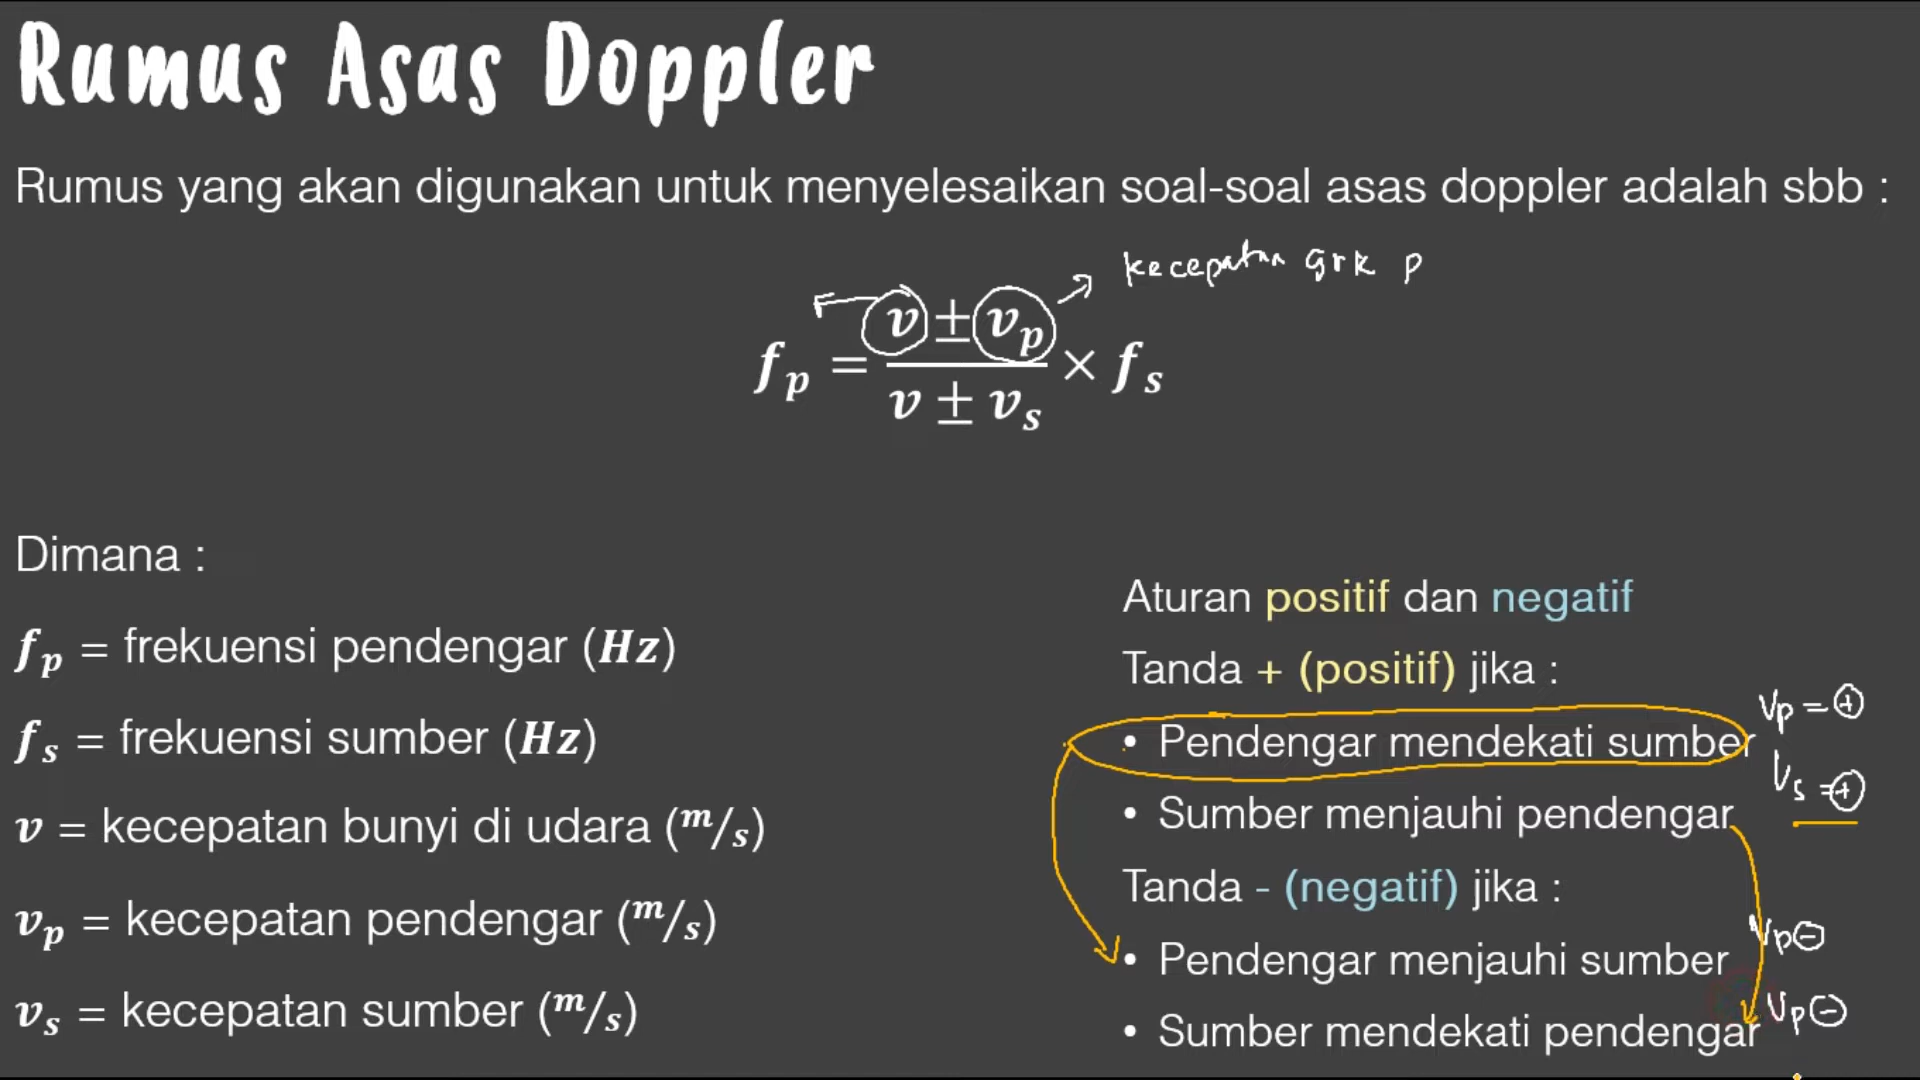 Rumus Asas Doppler
Rumus yang akan digunakan untuk menyelesaikan soal-soal asas doppler adalah sbb :
kecepatan grk p
f_p = (v ± v_p) / (v ± v_s) × f_s
Dimana :
f_p = frekuensi pendengar (Hz)
f_s = frekuensi sumber (Hz)
v = kecepatan bunyi di udara (m/s)
v_p = kecepatan pendengar (m/s)
v_s = kecepatan sumber (m/s)
Aturan positif dan negatif
Tanda + (positif) jika :
• Pendengar mendekati sumber
Vp = +
• Sumber menjauhi pendengar
Vs = +
Tanda - (negatif) jika :
• Pendengar menjauhi sumber
Vp -
• Sumber mendekati pendengar
Vp -